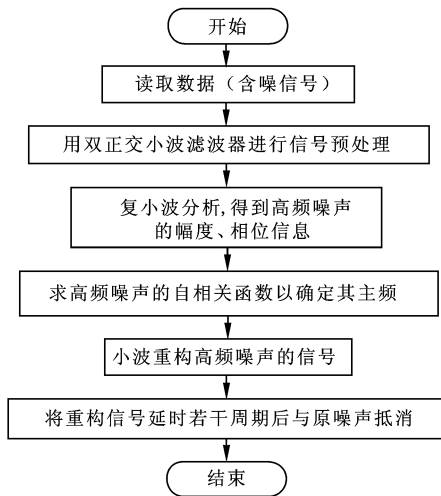 开始
读取数据（含噪信号）
用双正交小波滤波器进行信号预处理
复小波分析,得到高频噪声
的幅度、相位信息
求高频噪声的自相关函数以确定其主频
小波重构高频噪声的信号
将重构信号延时若干周期后与原噪声抵消
结束